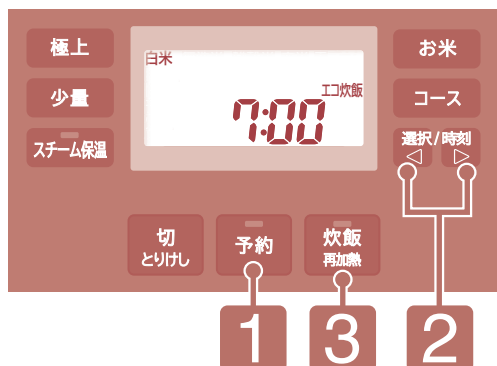 極上
白米
お米
少量
エコ炊飯
コース
7:00
スチーム保温
選択/時刻
◁ ▷
切
とりけし
予約
炊飯
再加熱
1
3
2